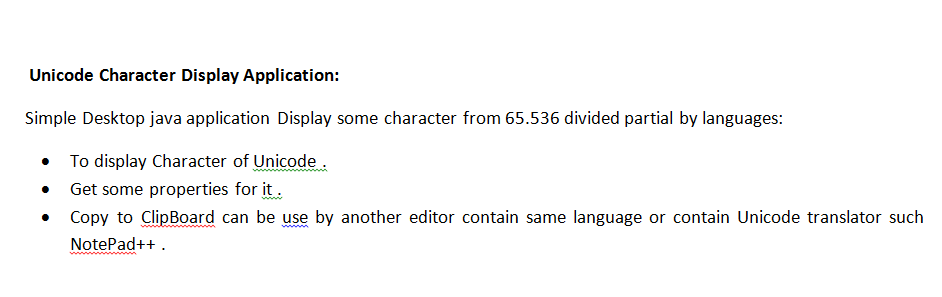 Unicode Character Display Application:
Simple Desktop java application Display some character from 65.536 divided partial by languages:
• To display Character of Unicode .
• Get some properties for it .
• Copy to ClipBoard can be use by another editor contain same language or contain Unicode translator such
NotePad++ .